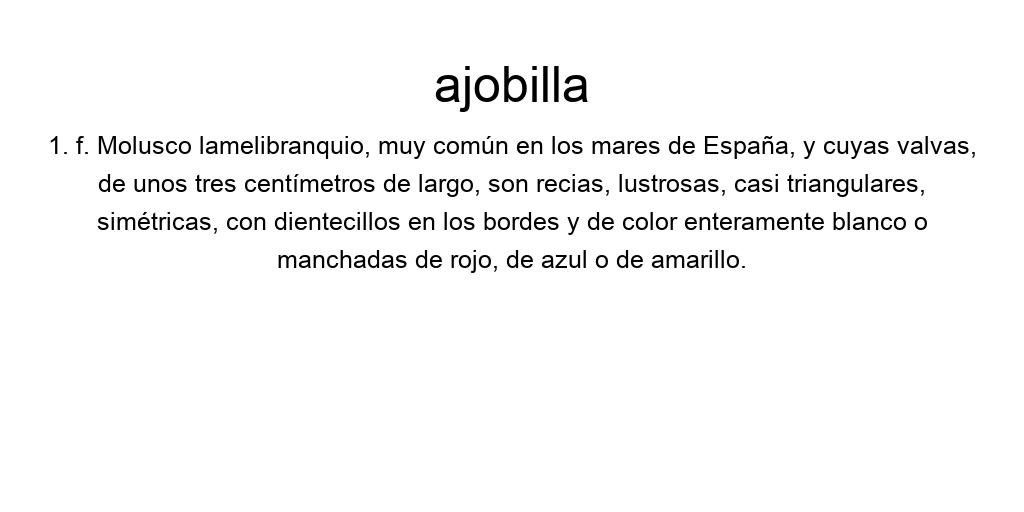 ajobilla
1. f. Molusco lamelibranquio, muy común en los mares de España, y cuyas valvas,
de unos tres centímetros de largo, son recias, lustrosas, casi triangulares,
simétricas, con dientecillos en los bordes y de color enteramente blanco o
manchadas de rojo, de azul o de amarillo.